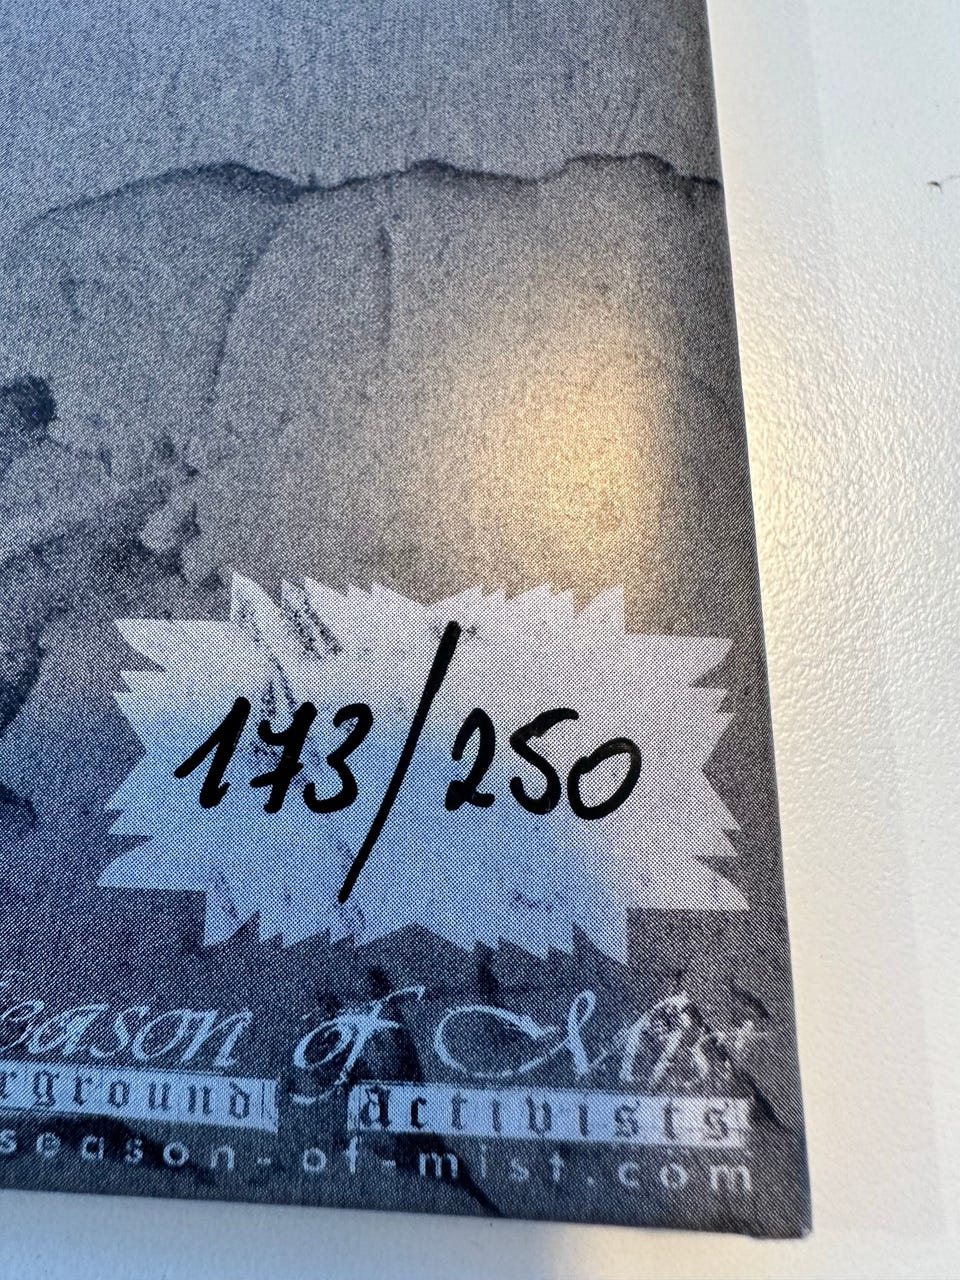 173/250
Season of Mist
rground activists
season-of-mist.com